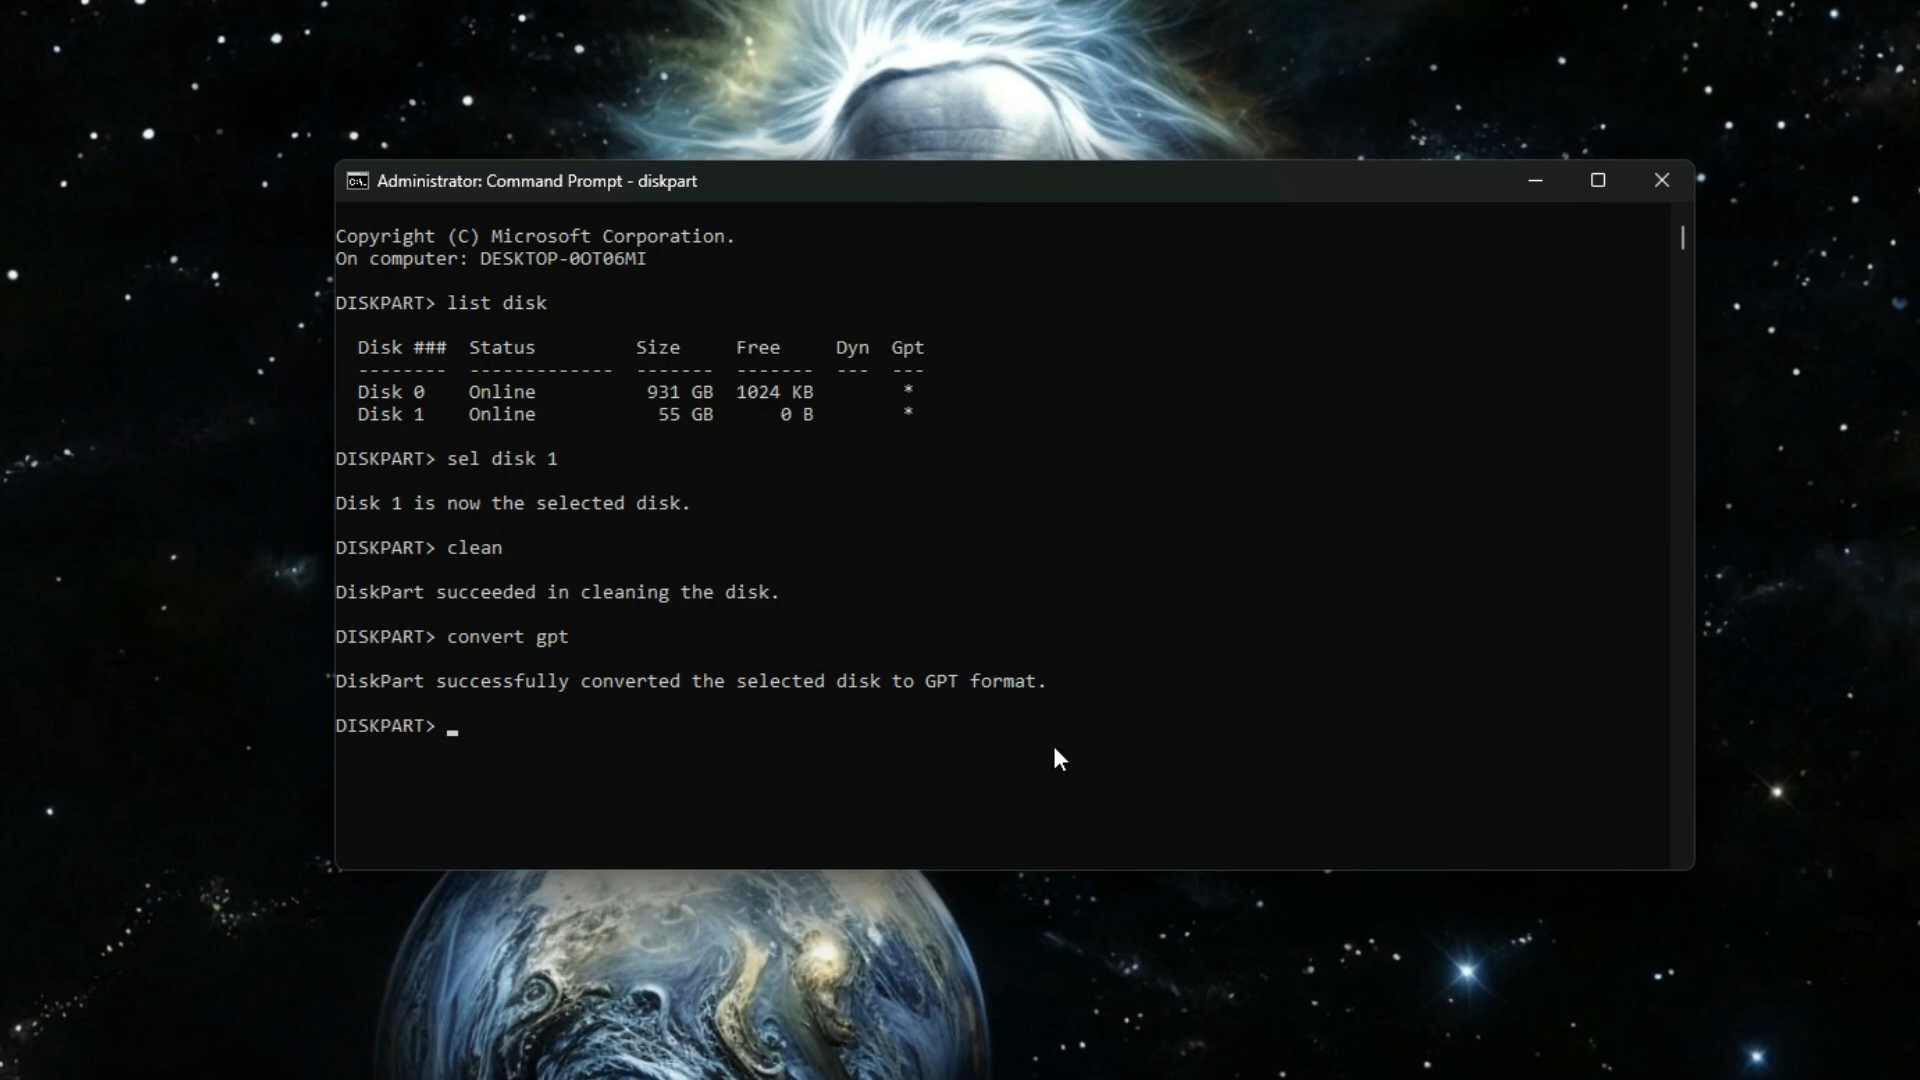 Administrator: Command Prompt - diskpart
Copyright (C) Microsoft Corporation.
On computer: DESKTOP-0OT06MI
DISKPART> list disk
Disk ###  Status         Size     Free     Dyn  Gpt
--------  -------------  -------  -------  ---  ---
Disk 0    Online          931 GB  1024 KB        *
Disk 1    Online           55 GB      0 B        *
DISKPART> sel disk 1
Disk 1 is now the selected disk.
DISKPART> clean
DiskPart succeeded in cleaning the disk.
DISKPART> convert gpt
DiskPart successfully converted the selected disk to GPT format.
DISKPART>